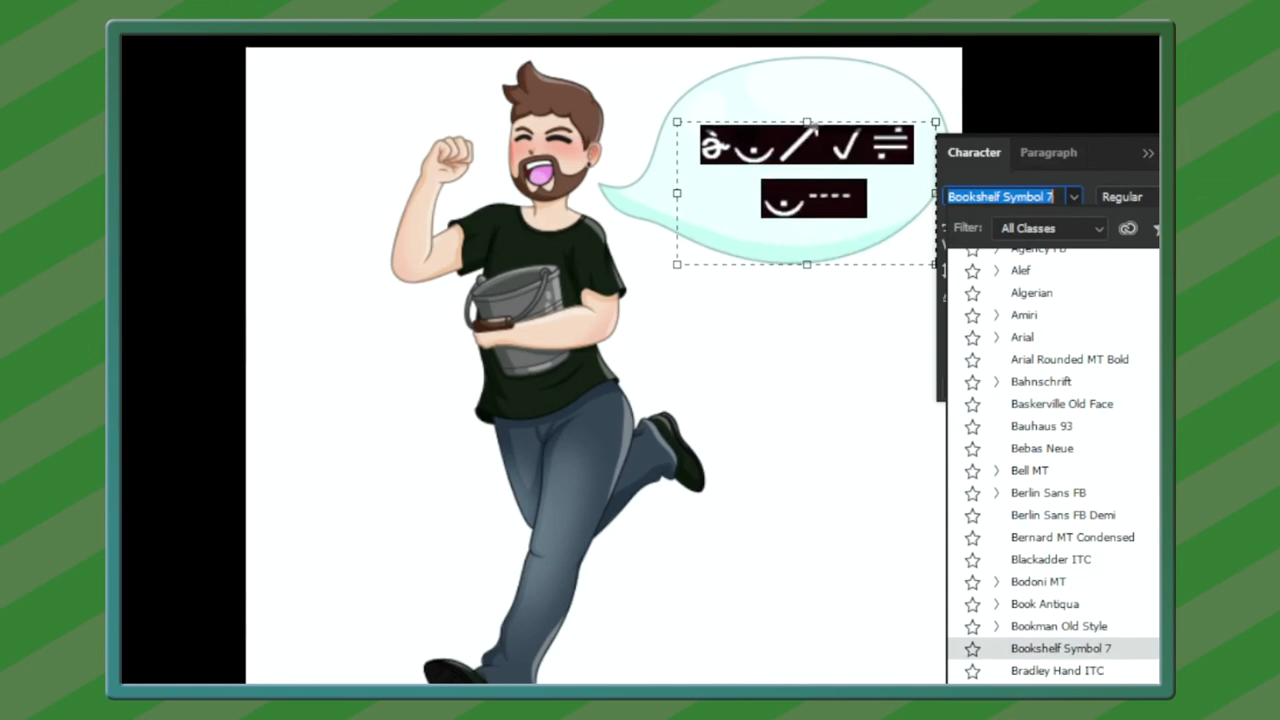 Character Paragraph
Bookshelf Symbol 7 Regular
Filter: All Classes
Agency FB
Alef
Algerian
Amiri
Arial
Arial Rounded MT Bold
Bahnschrift
Baskerville Old Face
Bauhaus 93
Bebas Neue
Bell MT
Berlin Sans FB
Berlin Sans FB Demi
Bernard MT Condensed
Blackadder ITC
Bodoni MT
Book Antiqua
Bookman Old Style
Bookshelf Symbol 7
Bradley Hand ITC